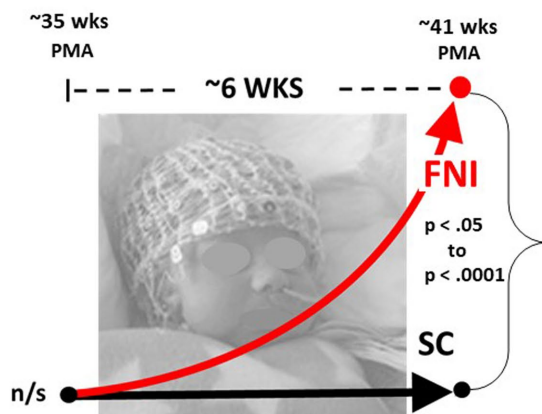 ~35 wks
PMA
~41 wks
PMA
~6 WKS
FNI
p < .05
to
p < .0001
SC
n/s